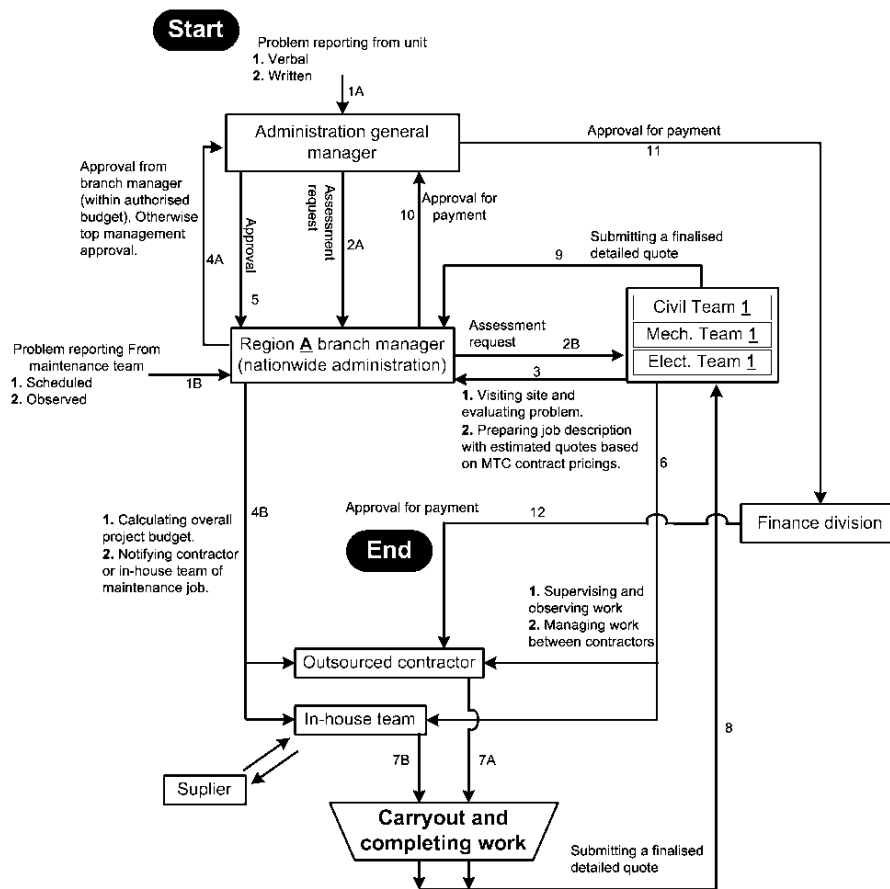 Start
Problem reporting from unit
1. Verbal
2. Written
1A
Administration general
manager
Approval for payment
11
Approval from
branch manager
(within authorised
budget), Otherwise
top management
approval.
4A
Approval
5
Assessment
request
2A
10
Approval for
payment
Submitting a finalised
detailed quote
9
Civil Team 1
Mech. Team 1
Elect. Team 1
Region A branch manager
(nationwide administration)
Assessment
request
2B
3
Problem reporting From
maintenance team
1. Scheduled
2. Observed
1B
1. Visiting site and
evaluating problem.
2. Preparing job description
with estimated quotes based
on MTC contract pricings.
6
4B
1. Calculating overall
project budget.
2. Notifying contractor
or in-house team of
maintenance job.
Approval for payment
12
Finance division
End
1. Supervising and
observing work
2. Managing work
between contractors
Outsourced contractor
In-house team
8
Suplier
7B
7A
Carryout and
completing work
Submitting a finalised
detailed quote